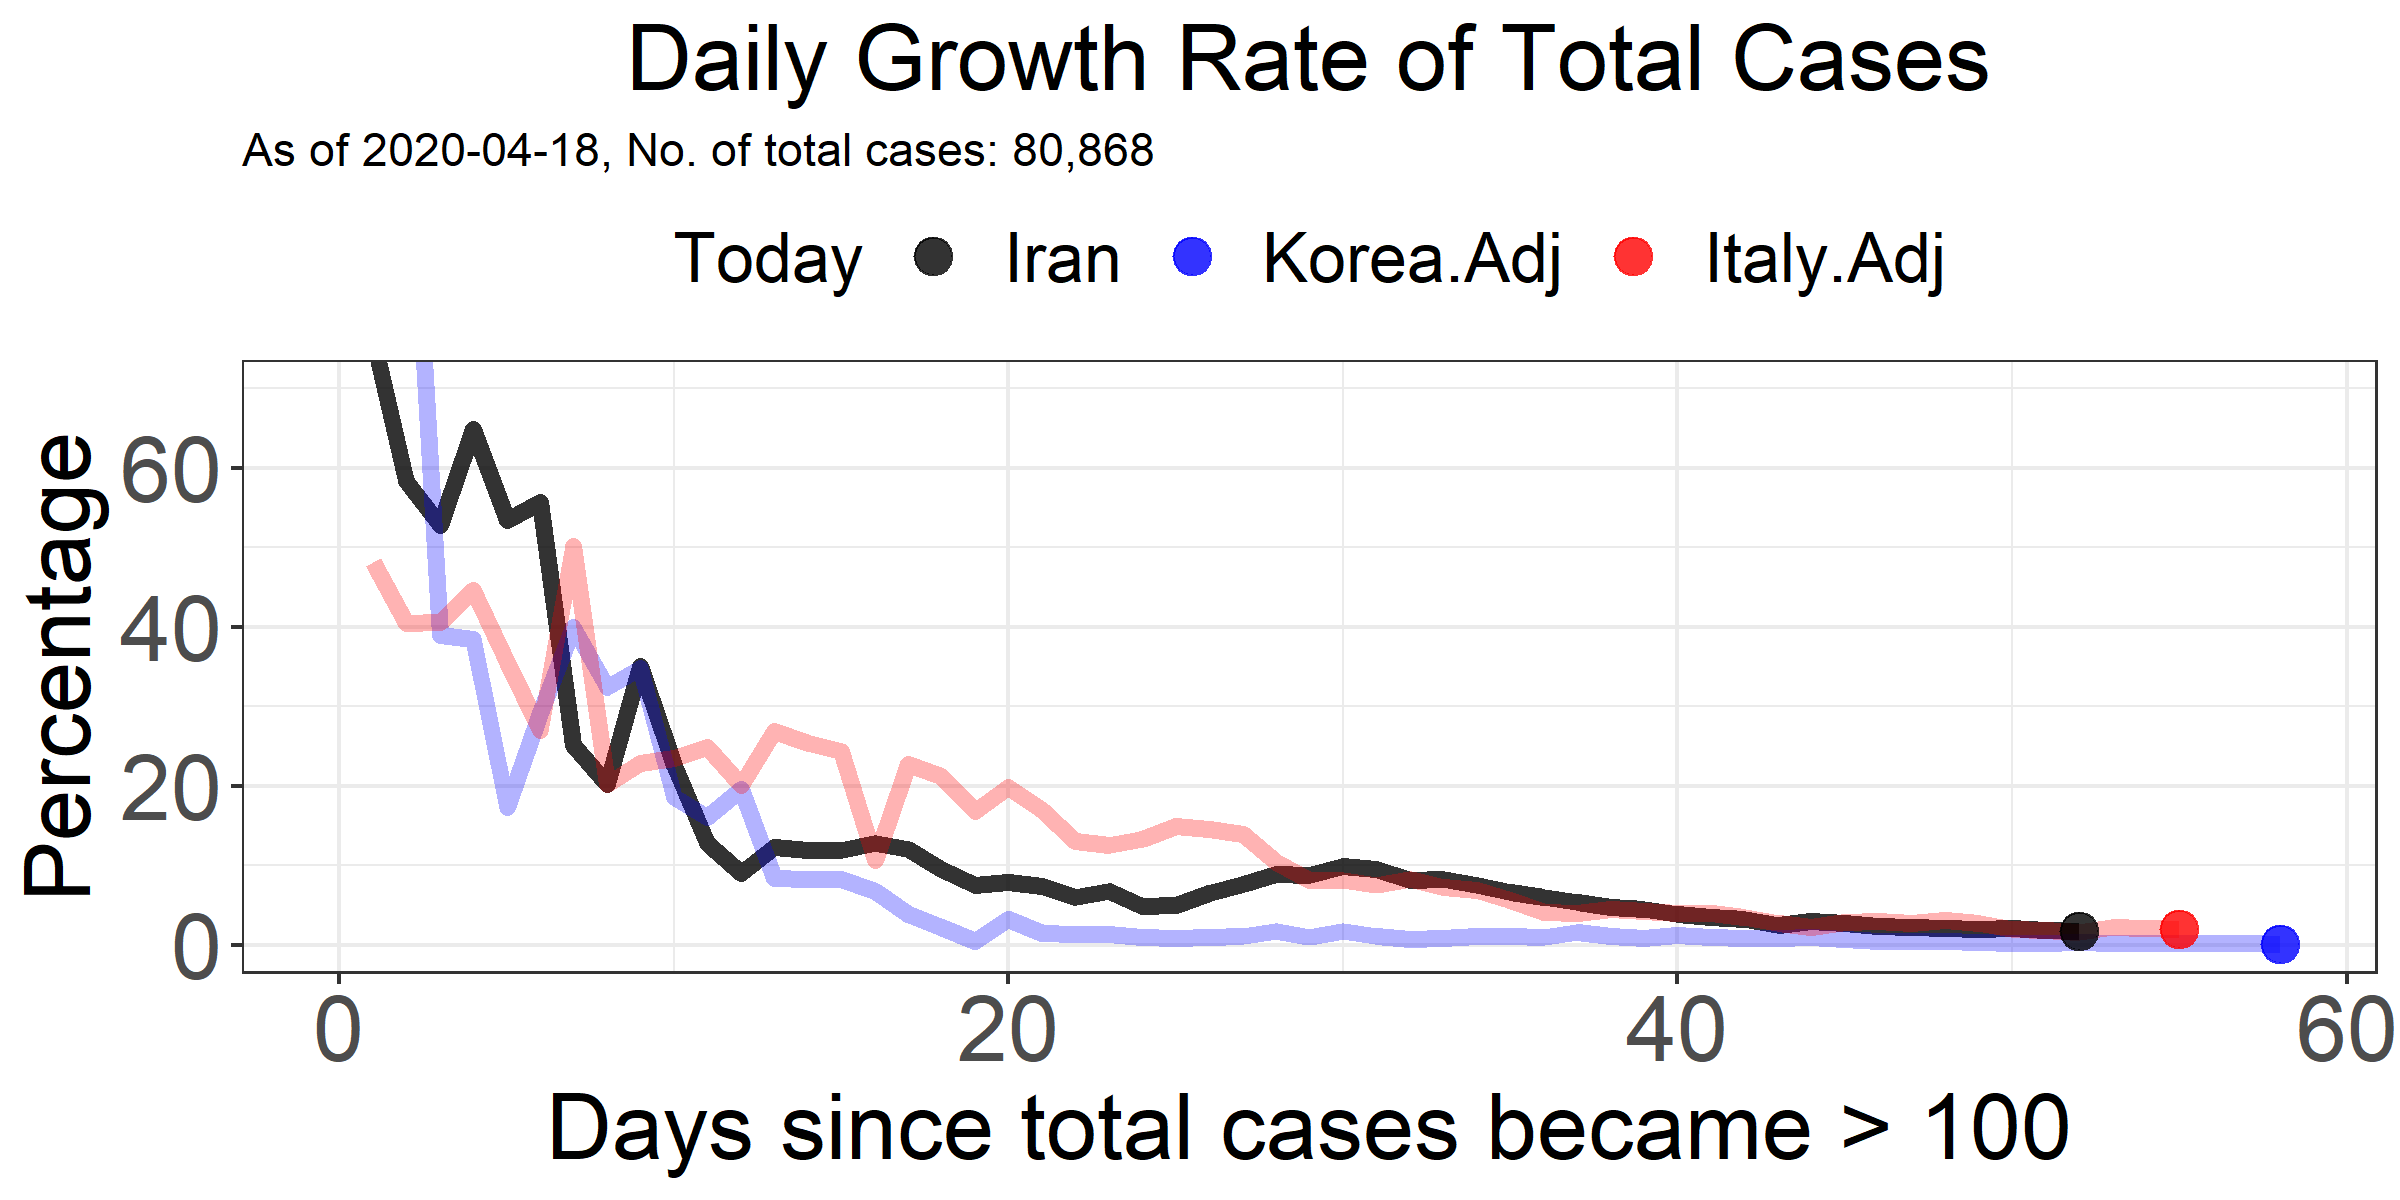 Daily Growth Rate of Total Cases
As of 2020-04-18, No. of total cases: 80,868
Today Iran Korea.Adj Italy.Adj
Percentage
60
40
20
0
0 20 40 60
Days since total cases became > 100